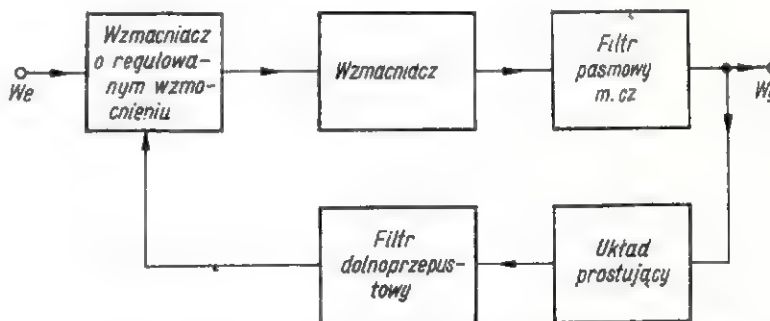 Wzmacniacz
o regulowa-
nym wzmo-
cnieniu
We
Wzmacniacz
Filtr
pasmowy
m.cz
Filtr
dolnoprzepus-
towy
Układ
prostujący